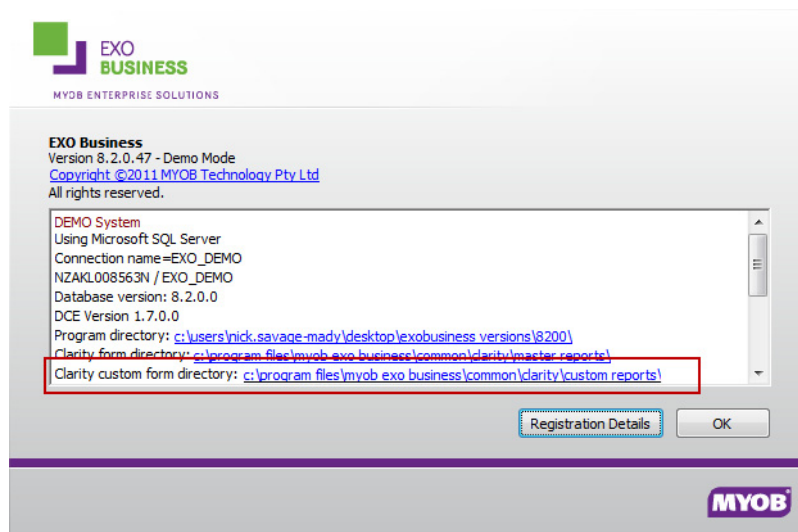 EXO
BUSINESS
MYOB ENTERPRISE SOLUTIONS
EXO Business
Version 8.2.0.47 - Demo Mode
Copyright ©2011 MYOB Technology Pty Ltd
All rights reserved.
DEMO System
Using Microsoft SQL Server
Connection name=EXO_DEMO
NZAKL008563N / EXO_DEMO
Database version: 8.2.0.0
DCE Version 1.7.0.0
Program directory: c:\users\nick.savage-mady\desktop\exobusiness versions\8200\
Clarity form directory: c:\program files\myob exo business\common\clarity\master reports\
Clarity custom form directory: c:\program files\myob exo business\common\clarity\custom reports\
Registration Details
OK
MYOB